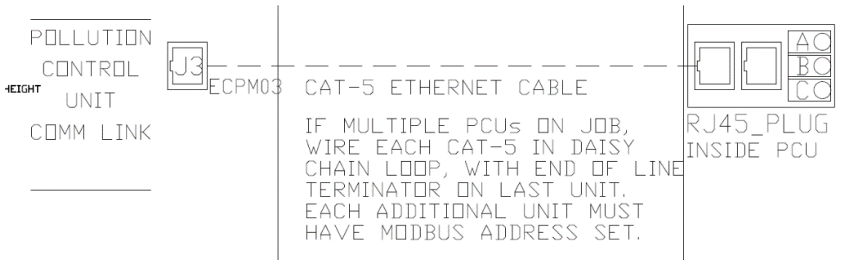 POLLUTION
CONTROL
UNIT
COMM LINK
HEIGHT
J3
ECPM03
CAT-5 ETHERNET CABLE
IF MULTIPLE PCUs ON JOB,
WIRE EACH CAT-5 IN DAISY
CHAIN LOOP, WITH END OF LINE
TERMINATOR ON LAST UNIT.
EACH ADDITIONAL UNIT MUST
HAVE MODBUS ADDRESS SET.
A
B
C
RJ45_PLUG
INSIDE PCU